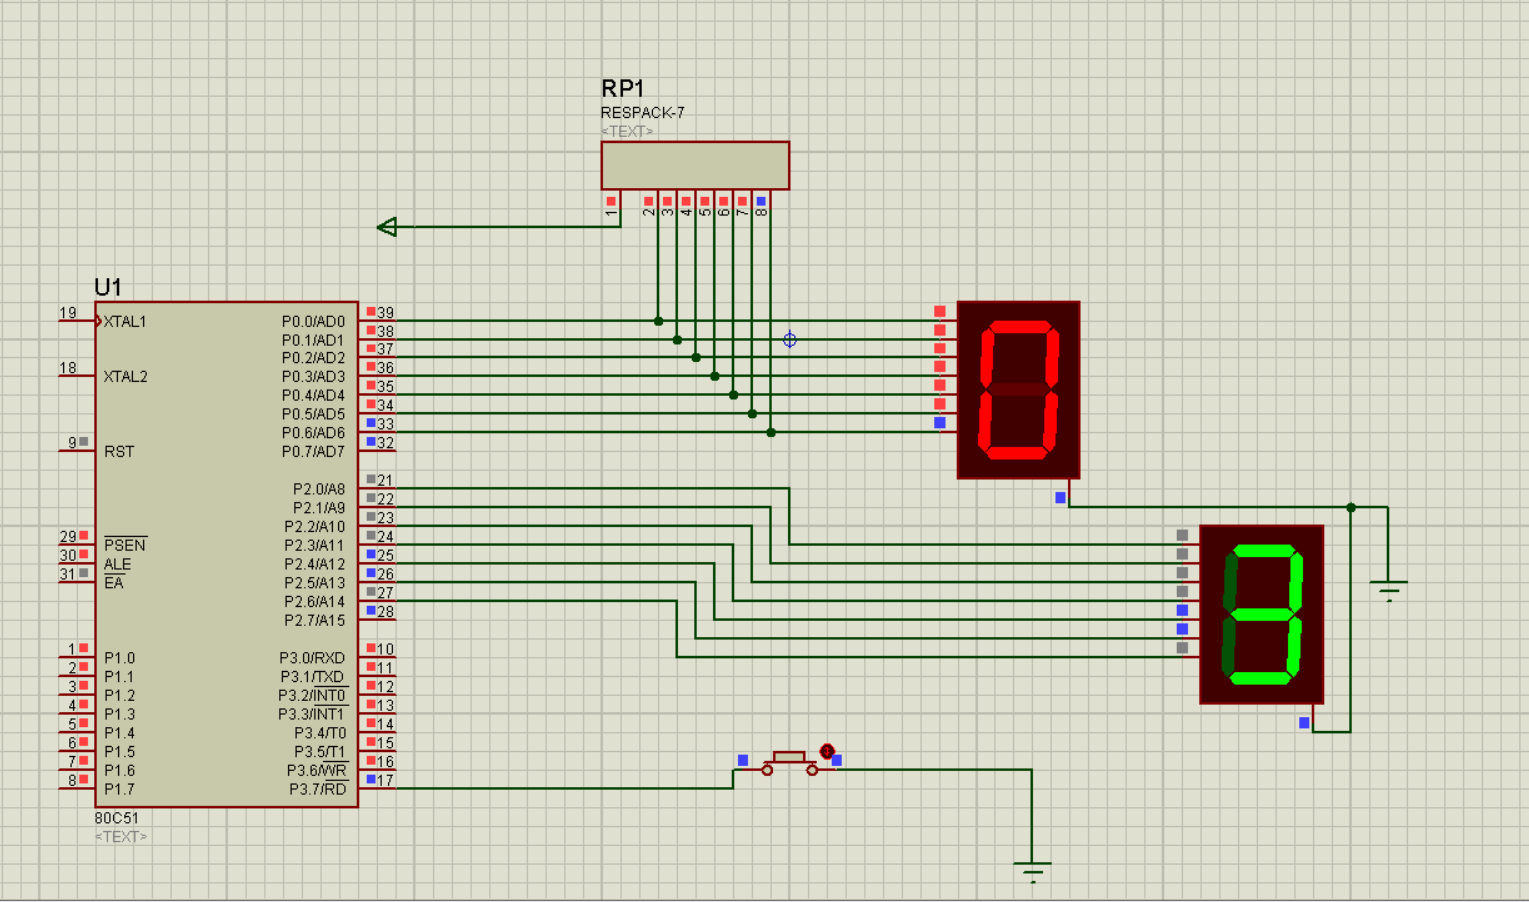 RP1
RESPACK-7
<TEXT>
1 2 3 4 5 6 7 8
U1
19 XTAL1 P0.0/AD0 39
P0.1/AD1 38
P0.2/AD2 37
18 XTAL2 P0.3/AD3 36
P0.4/AD4 35
P0.5/AD5 34
P0.6/AD6 33
9 RST P0.7/AD7 32
P2.0/A8 21
P2.1/A9 22
P2.2/A10 23
29 PSEN P2.3/A11 24
30 ALE P2.4/A12 25
31 EA P2.5/A13 26
P2.6/A14 27
P2.7/A15 28
1 P1.0 P3.0/RXD 10
2 P1.1 P3.1/TXD 11
3 P1.2 P3.2/INT0 12
4 P1.3 P3.3/INT1 13
5 P1.4 P3.4/T0 14
6 P1.5 P3.5/T1 15
7 P1.6 P3.6/WR 16
8 P1.7 P3.7/RD 17
80C51
<TEXT>
0
3